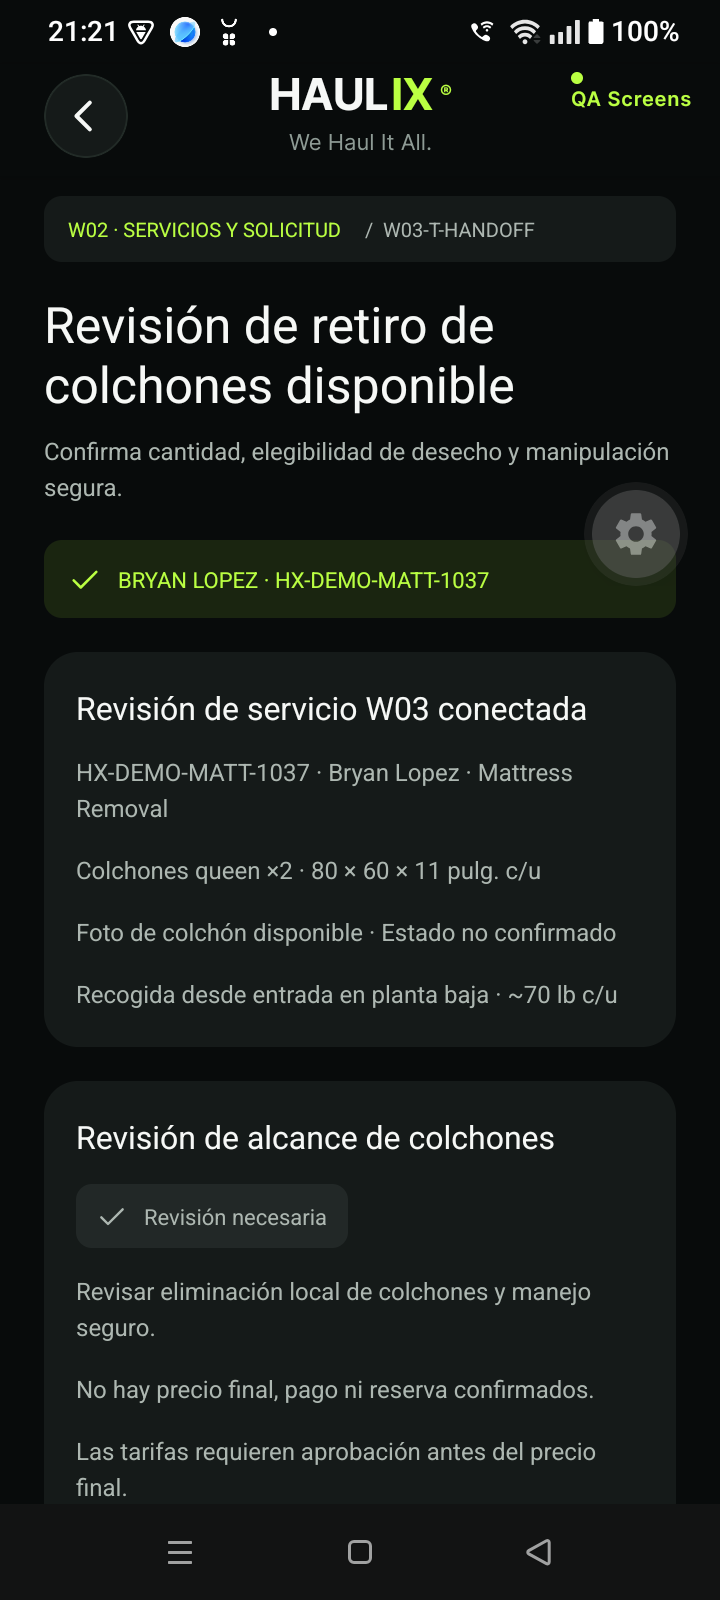 21:21
100%
HAULIX ®
QA Screens
We Haul It All.
W02 · SERVICIOS Y SOLICITUD / W03-T-HANDOFF
Revisión de retiro de
colchones disponible
Confirma cantidad, elegibilidad de desecho y manipulación
segura.
BRYAN LOPEZ · HX-DEMO-MATT-1037
Revisión de servicio W03 conectada
HX-DEMO-MATT-1037 · Bryan Lopez · Mattress
Removal
Colchones queen ×2 · 80 × 60 × 11 pulg. c/u
Foto de colchón disponible · Estado no confirmado
Recogida desde entrada en planta baja · ~70 lb c/u
Revisión de alcance de colchones
Revisión necesaria
Revisar eliminación local de colchones y manejo
seguro.
No hay precio final, pago ni reserva confirmados.
Las tarifas requieren aprobación antes del precio
final.